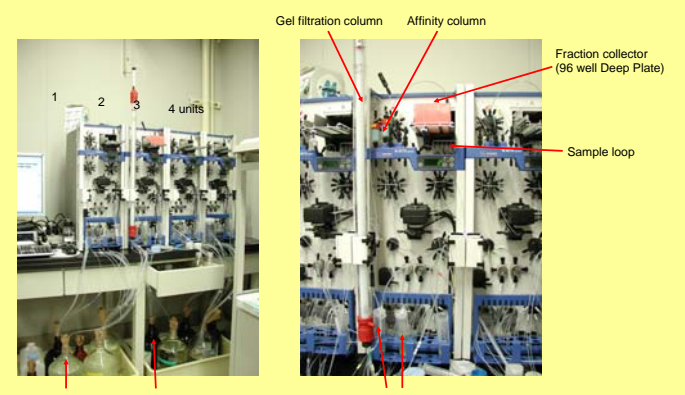 Gel filtration column
Affinity column
Fraction collector
(96 well Deep Plate)
1
2
3
4 units
Sample loop